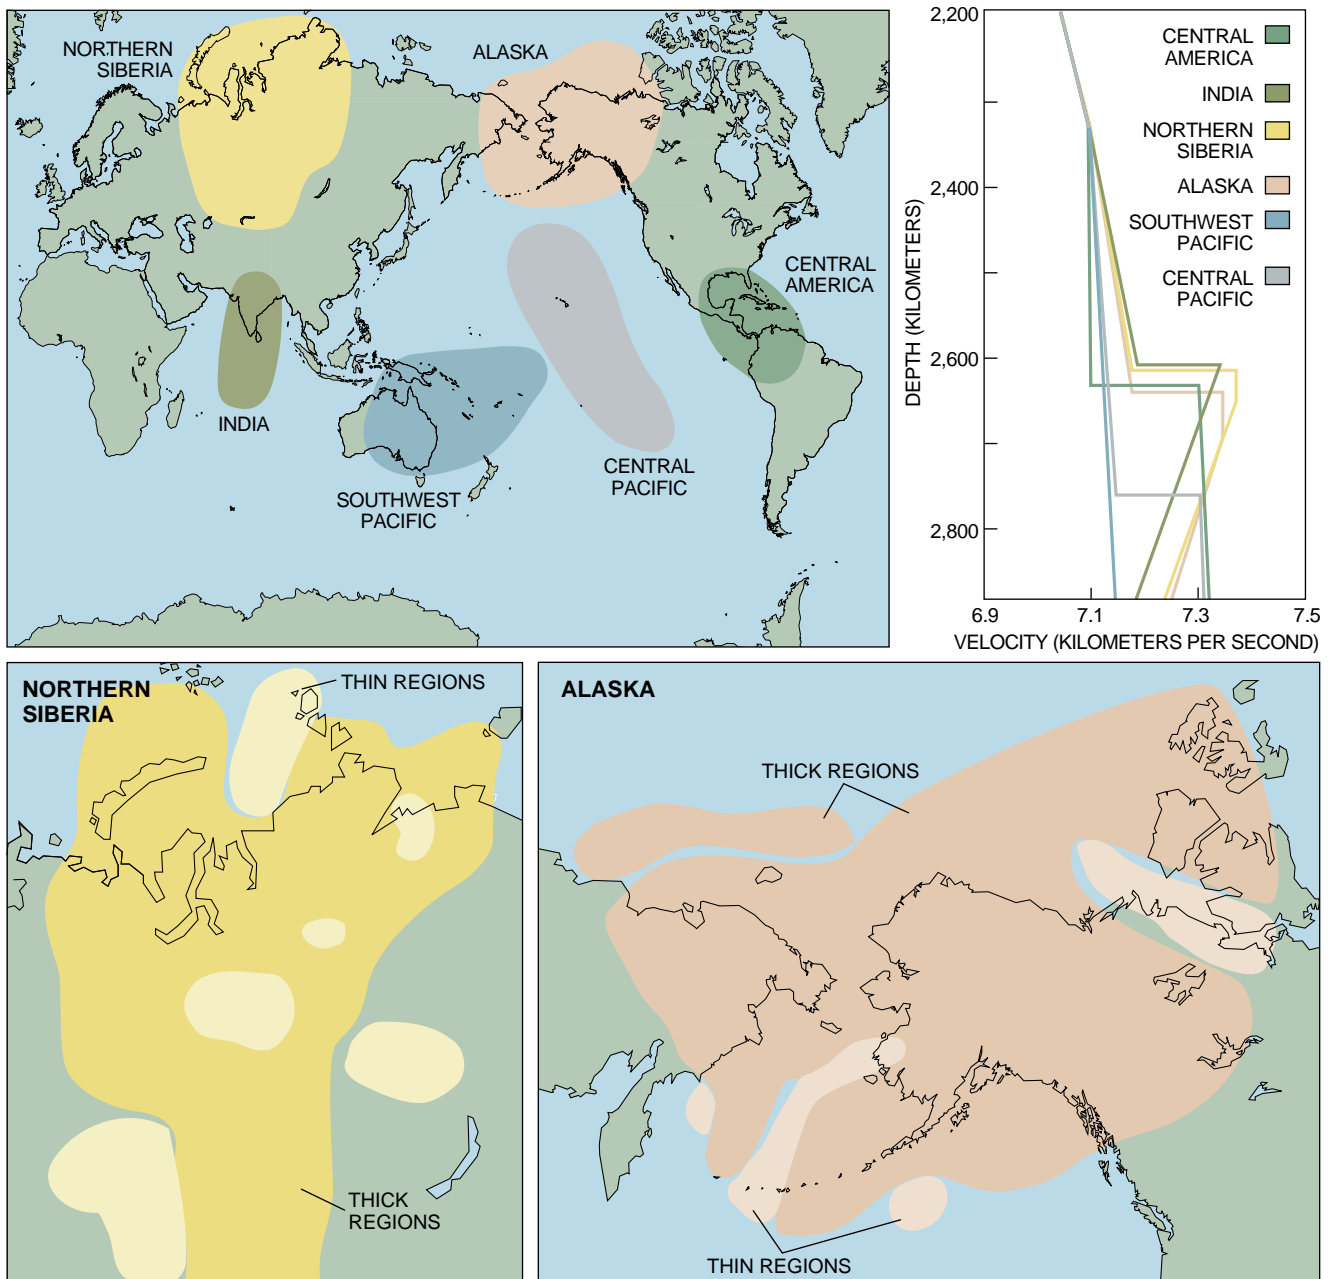 NORTHERN
SIBERIA
ALASKA
CENTRAL
AMERICA
INDIA
SOUTHWEST
PACIFIC
CENTRAL
PACIFIC
2,200
2,400
2,600
2,800
DEPTH (KILOMETERS)
CENTRAL
AMERICA
INDIA
NORTHERN
SIBERIA
ALASKA
SOUTHWEST
PACIFIC
CENTRAL
PACIFIC
6.9 7.1 7.3 7.5
VELOCITY (KILOMETERS PER SECOND)
NORTHERN
SIBERIA
THIN REGIONS
THICK
REGIONS
ALASKA
THICK REGIONS
THIN REGIONS